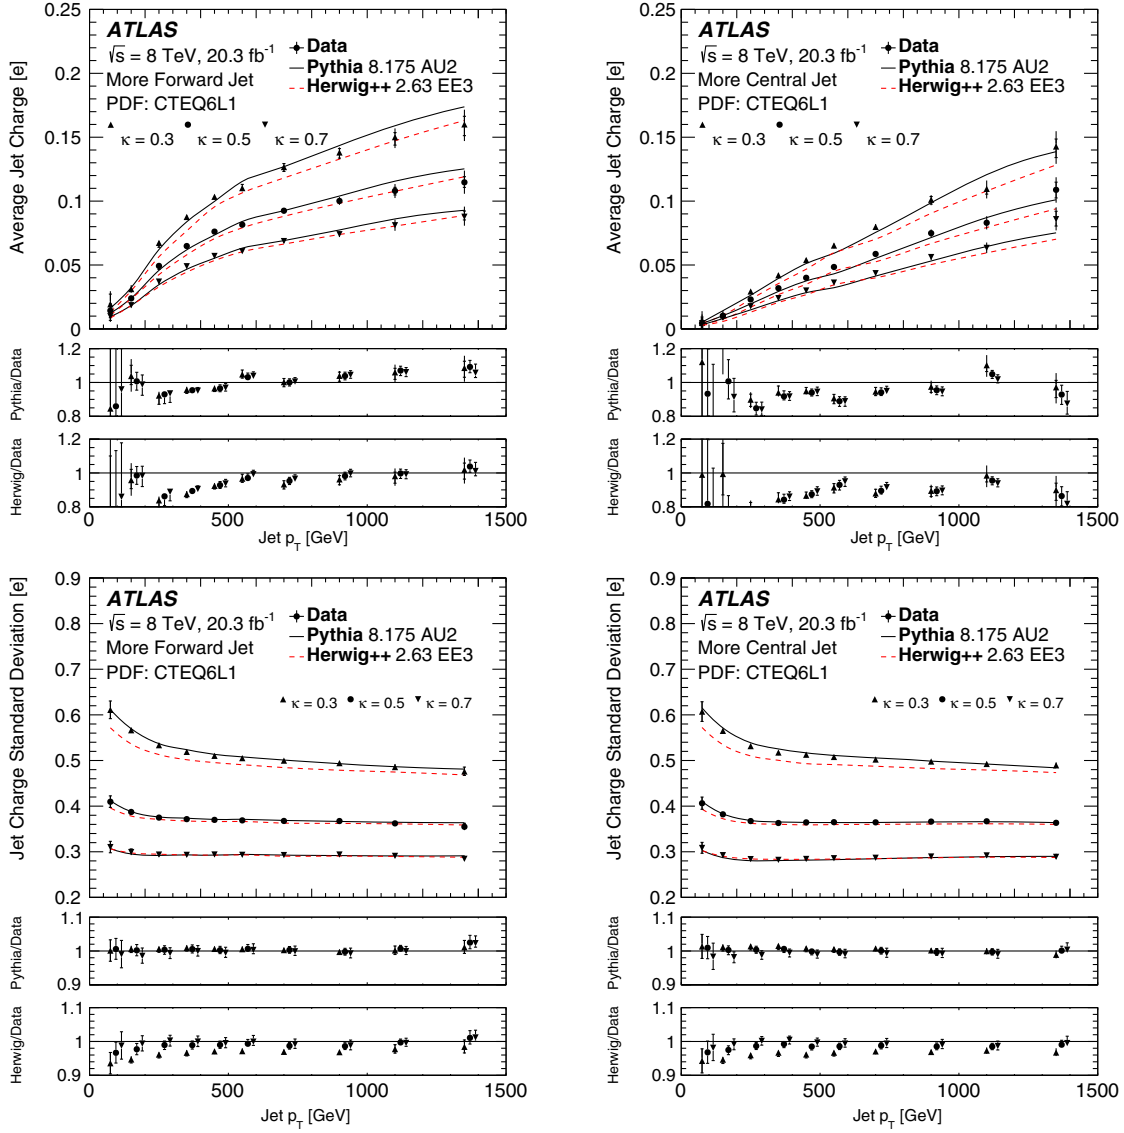 ATLAS
√s = 8 TeV, 20.3 fb⁻¹
More Forward Jet
PDF: CTEQ6L1
Data
Pythia 8.175 AU2
Herwig++ 2.63 EE3
κ = 0.3 κ = 0.5 κ = 0.7
Average Jet Charge [e]
0.25
0.2
0.15
0.1
0.05
0
Pythia/Data
1.2
1
0.8
Herwig/Data
1.2
1
0.8
0 500 1000 1500
Jet p_T [GeV]
ATLAS
√s = 8 TeV, 20.3 fb⁻¹
More Central Jet
PDF: CTEQ6L1
Data
Pythia 8.175 AU2
Herwig++ 2.63 EE3
κ = 0.3 κ = 0.5 κ = 0.7
Average Jet Charge [e]
0.25
0.2
0.15
0.1
0.05
0
Pythia/Data
1.2
1
0.8
Herwig/Data
1.2
1
0.8
0 500 1000 1500
Jet p_T [GeV]
ATLAS
√s = 8 TeV, 20.3 fb⁻¹
More Forward Jet
PDF: CTEQ6L1
Data
Pythia 8.175 AU2
Herwig++ 2.63 EE3
κ = 0.3 κ = 0.5 κ = 0.7
Jet Charge Standard Deviation [e]
0.9
0.8
0.7
0.6
0.5
0.4
0.3
0.2
Pythia/Data
1.1
1
0.9
Herwig/Data
1.1
1
0.9
0 500 1000 1500
Jet p_T [GeV]
ATLAS
√s = 8 TeV, 20.3 fb⁻¹
More Central Jet
PDF: CTEQ6L1
Data
Pythia 8.175 AU2
Herwig++ 2.63 EE3
κ = 0.3 κ = 0.5 κ = 0.7
Jet Charge Standard Deviation [e]
0.9
0.8
0.7
0.6
0.5
0.4
0.3
0.2
Pythia/Data
1.1
1
0.9
Herwig/Data
1.1
1
0.9
0 500 1000 1500
Jet p_T [GeV]